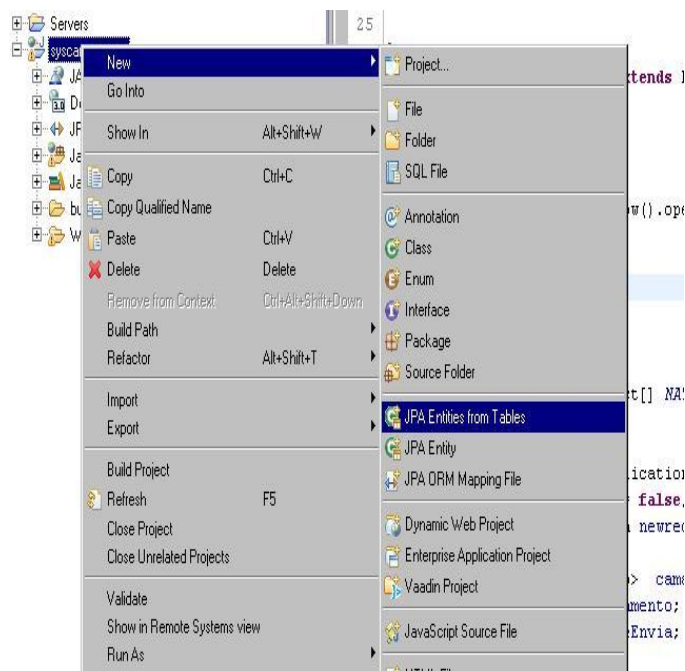 Servers
25
New
Go Into
Show In Alt+Shift+W
Copy Ctrl+C
Copy Qualified Name
Paste Ctrl+V
Delete Delete
Remove from Context Ctrl+Alt+Shift+Down
Build Path
Refactor Alt+Shift+T
Import
Export
Build Project
Refresh F5
Close Project
Close Unrelated Projects
Validate
Show in Remote Systems view
Run As
Project...
File
Folder
SQL File
Annotation
Class
Enum
Interface
Package
Source Folder
JPA Entities from Tables
JPA Entity
JPA ORM Mapping File
Dynamic Web Project
Enterprise Application Project
Vaadin Project
JavaScript Source File
false